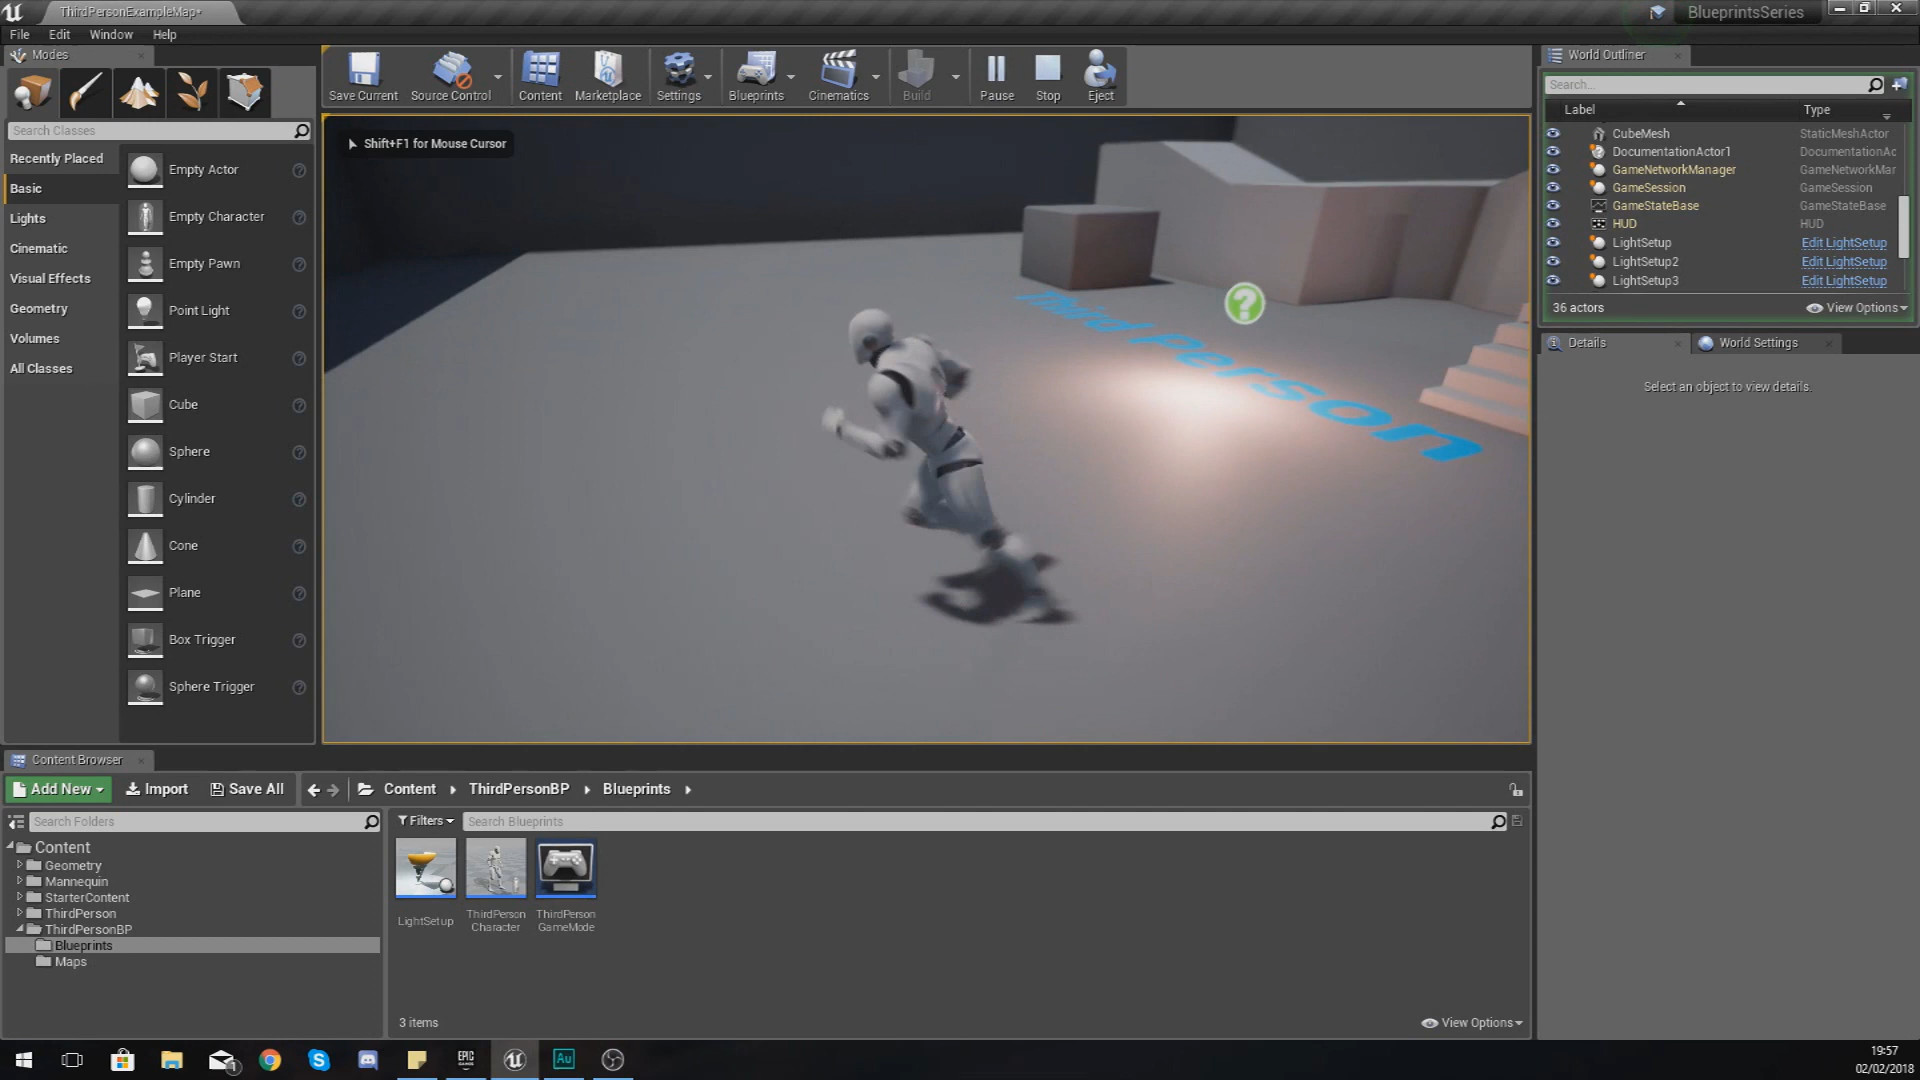 ThirdPersonExampleMap*
BlueprintsSeries
File Edit Window Help
Modes
Search Classes
Recently Placed
Basic
Lights
Cinematic
Visual Effects
Geometry
Volumes
All Classes
Empty Actor
Empty Character
Empty Pawn
Point Light
Player Start
Cube
Sphere
Cylinder
Cone
Plane
Box Trigger
Sphere Trigger
Save Current
Source Control
Content
Marketplace
Settings
Blueprints
Cinematics
Build
Pause
Stop
Eject
Shift+F1 for Mouse Cursor
Third Person
World Outliner
Search...
Label Type
CubeMesh StaticMeshActor
DocumentationActor1 DocumentationAc
GameNetworkManager GameNetworkMar
GameSession GameSession
GameStateBase GameStateBase
HUD HUD
LightSetup Edit LightSetup
LightSetup2 Edit LightSetup
LightSetup3 Edit LightSetup
36 actors View Options
Details World Settings
Select an object to view details.
Content Browser
Add New Import Save All Content ThirdPersonBP Blueprints
Search Folders
Content
Geometry
Mannequin
StarterContent
ThirdPerson
ThirdPersonBP
Blueprints
Maps
Filters Search Blueprints
LightSetup
ThirdPerson
Character
ThirdPerson
GameMode
3 items View Options
EPIC
GAMES
Au
19:57
02/02/2018